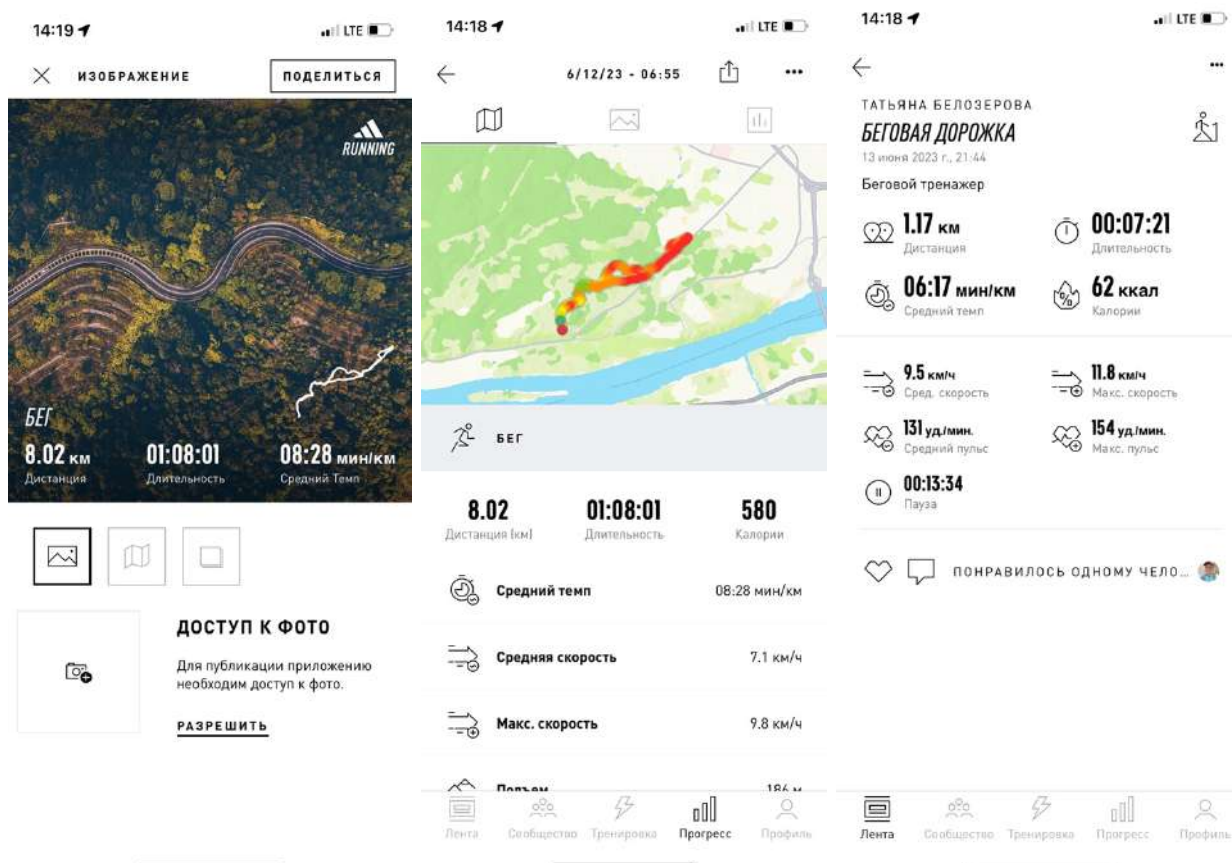 14:19
LTE
ИЗОБРАЖЕНИЕ
ПОДЕЛИТЬСЯ
RUNNING
БЕГ
8.02 км
01:08:01
08:28 мин/км
Дистанция
Длительность
Средний Темп
ДОСТУП К ФОТО
Для публикации приложению
необходим доступ к фото.
РАЗРЕШИТЬ
14:18
LTE
6/12/23 - 06:55
БЕГ
8.02
01:08:01
580
Дистанция (км)
Длительность
Калории
Средний темп
08:28 мин/км
Средняя скорость
7.1 км/ч
Макс. скорость
9.8 км/ч
Подъем
186 м
Лента
Сообщество
Тренировка
Прогресс
Профиль
14:18
LTE
ТАТЬЯНА БЕЛОЗЕРОВА
БЕГОВАЯ ДОРОЖКА
13 июня 2023 г., 21:44
Беговой тренажер
1.17 км
Дистанция
00:07:21
Длительность
06:17 мин/км
Средний темп
62 ккал
Калории
9.5 км/ч
Сред. скорость
11.8 км/ч
Макс. скорость
131 уд./мин.
Средний пульс
154 уд./мин.
Макс. пульс
00:13:34
Пауза
ПОНРАВИЛОСЬ ОДНОМУ ЧЕЛО...
Лента
Сообщество
Тренировка
Прогресс
Профиль